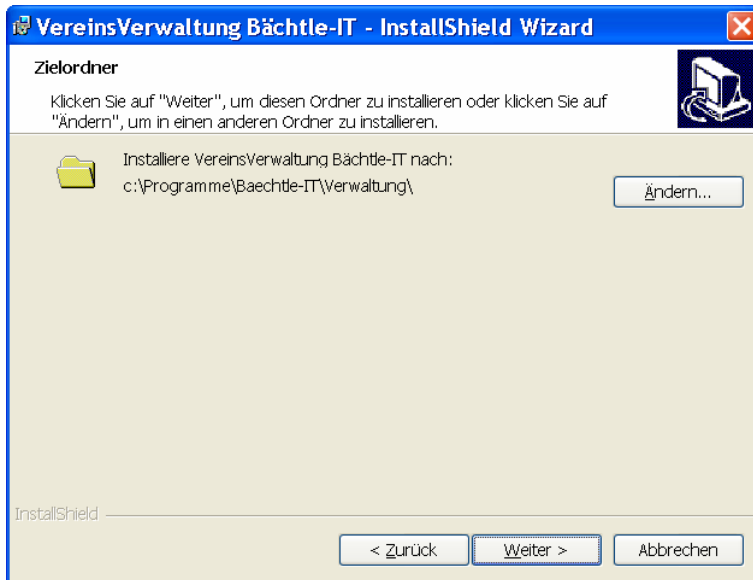 VereinsVerwaltung Bächtle-IT - InstallShield Wizard
Zielordner
Klicken Sie auf "Weiter", um diesen Ordner zu installieren oder klicken Sie auf
"Ändern", um in einen anderen Ordner zu installieren.
Installiere VereinsVerwaltung Bächtle-IT nach:
c:\Programme\Baechtle-IT\Verwaltung\
Ändern...
InstallShield
< Zurück
Weiter >
Abbrechen